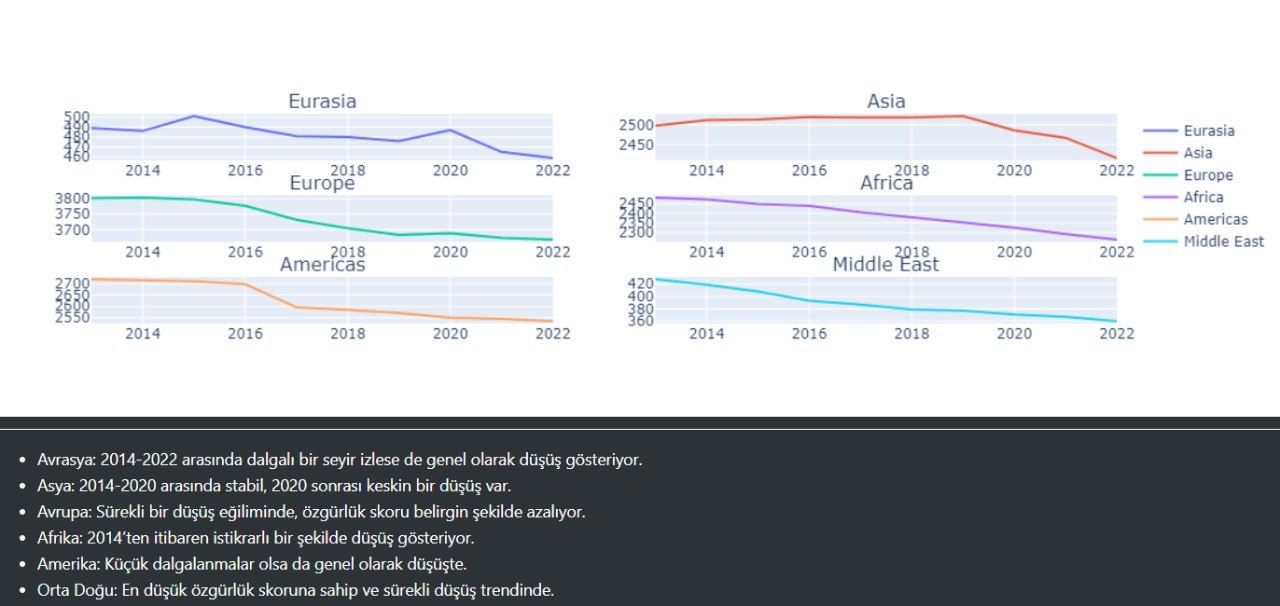 Eurasia
500
490
480
470
460
2014 2016 2018 2020 2022
Asia
2500
2450
2014 2016 2018 2020 2022
Europe
3800
3750
3700
2014 2016 2018 2020 2022
Africa
2450
2400
2350
2300
2014 2016 2018 2020 2022
Americas
2700
2650
2600
2550
2014 2016 2018 2020 2022
Middle East
420
400
380
360
2014 2016 2018 2020 2022
Eurasia
Asia
Europe
Africa
Americas
Middle East
• Avrasya: 2014-2022 arasında dalgalı bir seyir izlese de genel olarak düşüş gösteriyor.
• Asya: 2014-2020 arasında stabil, 2020 sonrası keskin bir düşüş var.
• Avrupa: Sürekli bir düşüş eğiliminde, özgürlük skoru belirgin şekilde azalıyor.
• Afrika: 2014’ten itibaren istikrarlı bir şekilde düşüş gösteriyor.
• Amerika: Küçük dalgalanmalar olsa da genel olarak düşüşte.
• Orta Doğu: En düşük özgürlük skoruna sahip ve sürekli düşüş trendinde.